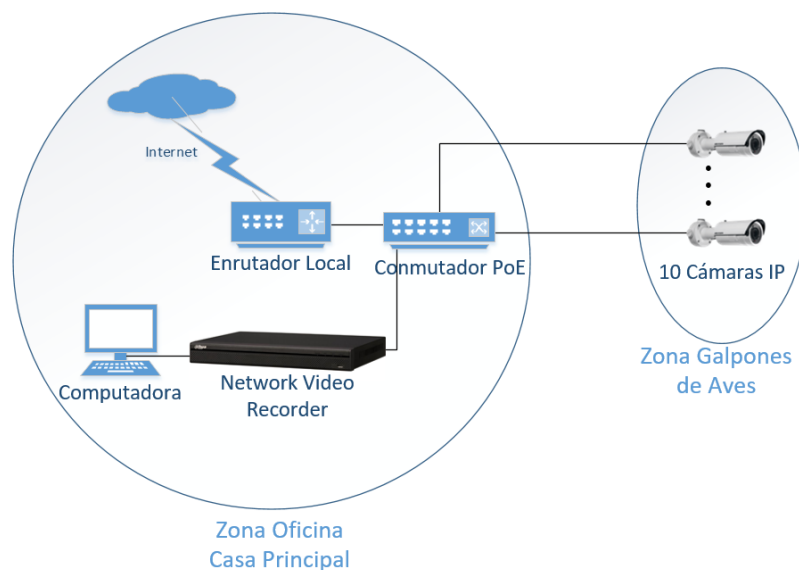 Internet
Enrutador Local
Conmutador PoE
10 Cámaras IP
Zona Galpones
de Aves
Computadora
Network Video
Recorder
Zona Oficina
Casa Principal